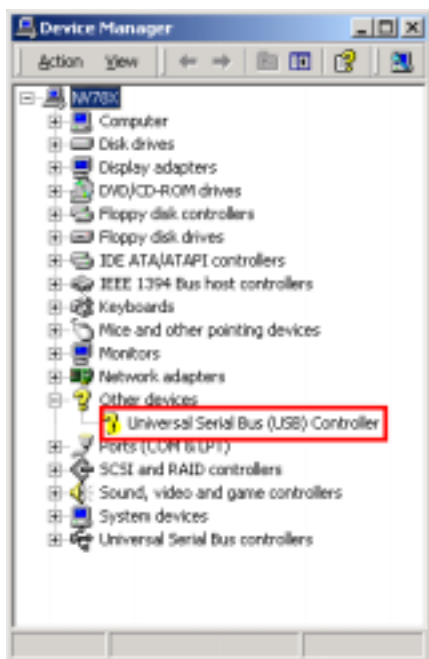 Device Manager
Action View
NW78X
Computer
Disk drives
Display adapters
DVD/CD-ROM drives
Floppy disk controllers
Floppy disk drives
IDE ATA/ATAPI controllers
IEEE 1394 Bus host controllers
Keyboards
Mice and other pointing devices
Monitors
Network adapters
Other devices
Universal Serial Bus (USB) Controller
Ports (COM & LPT)
SCSI and RAID controllers
Sound, video and game controllers
System devices
Universal Serial Bus controllers